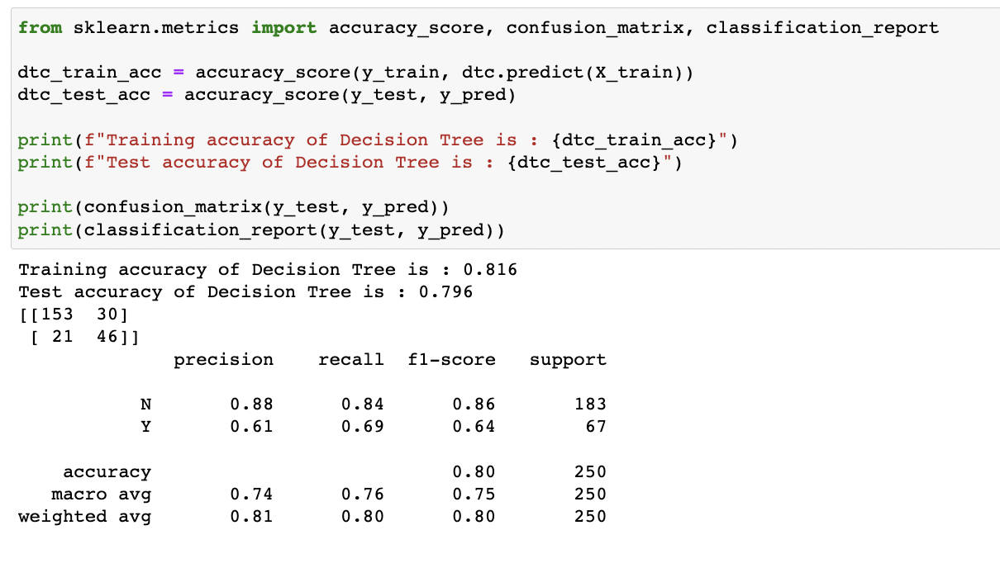 from sklearn.metrics import accuracy_score, confusion_matrix, classification_report
dtc_train_acc = accuracy_score(y_train, dtc.predict(X_train))
dtc_test_acc = accuracy_score(y_test, y_pred)
print(f"Training accuracy of Decision Tree is : {dtc_train_acc}")
print(f"Test accuracy of Decision Tree is : {dtc_test_acc}")
print(confusion_matrix(y_test, y_pred))
print(classification_report(y_test, y_pred))
Training accuracy of Decision Tree is : 0.816
Test accuracy of Decision Tree is : 0.796
[[153  30]
 [ 21  46]]
              precision    recall  f1-score   support
           N       0.88      0.84      0.86       183
           Y       0.61      0.69      0.64        67
    accuracy                           0.80       250
   macro avg       0.74      0.76      0.75       250
weighted avg       0.81      0.80      0.80       250